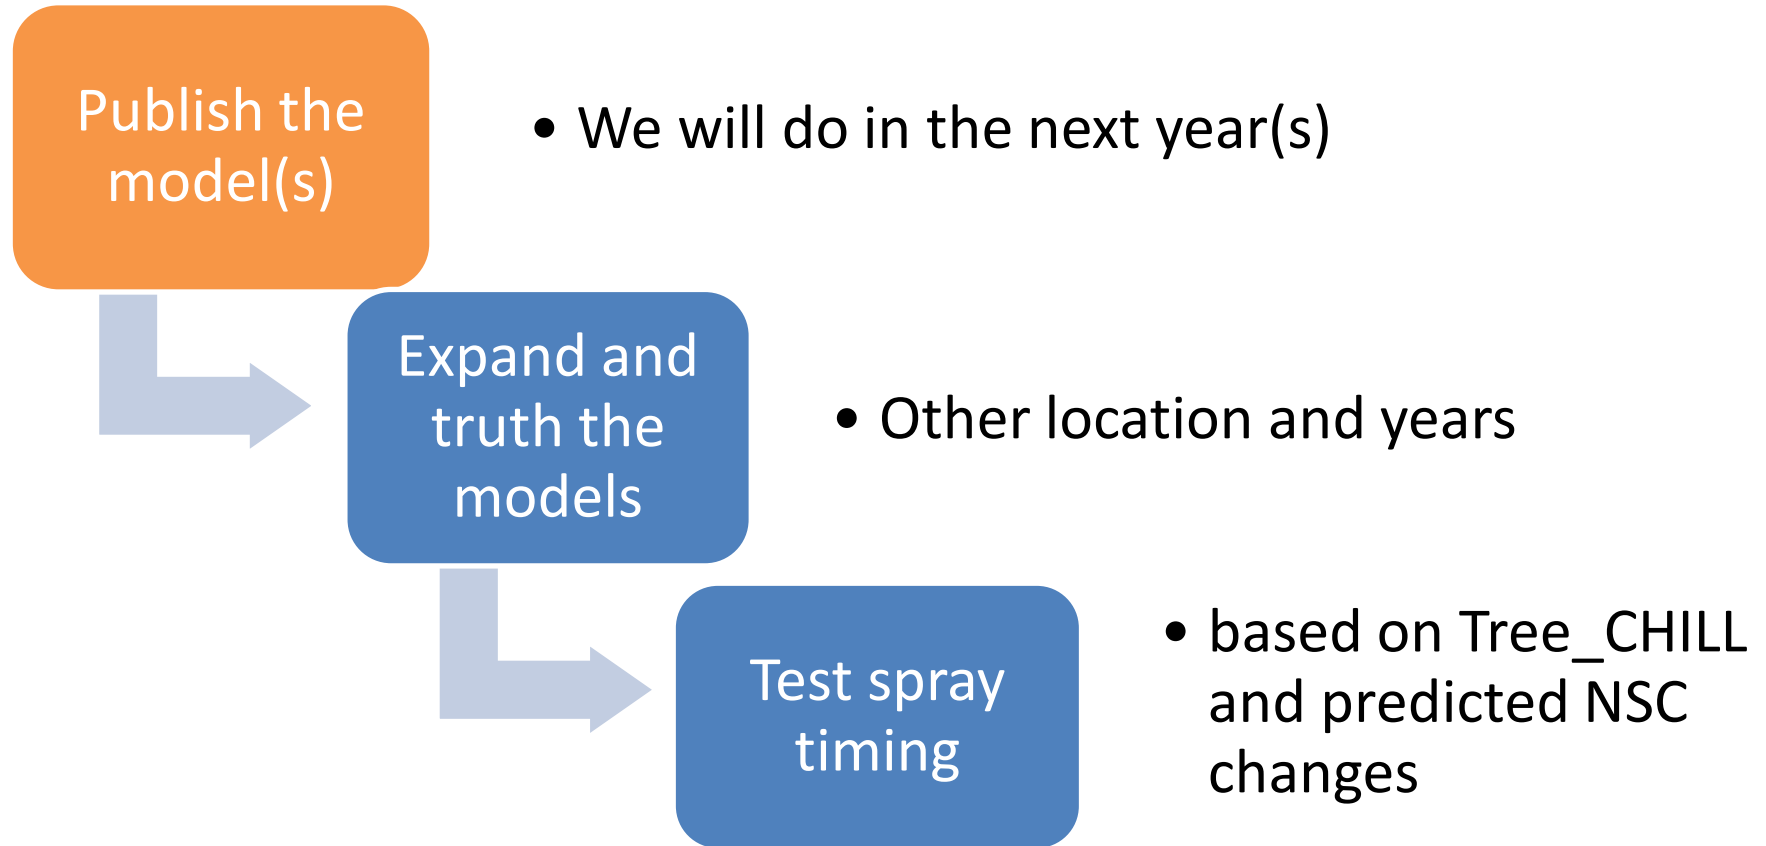 Publish the
model(s)
• We will do in the next year(s)
Expand and
truth the
models
• Other location and years
Test spray
timing
• based on Tree_CHILL
and predicted NSC
changes